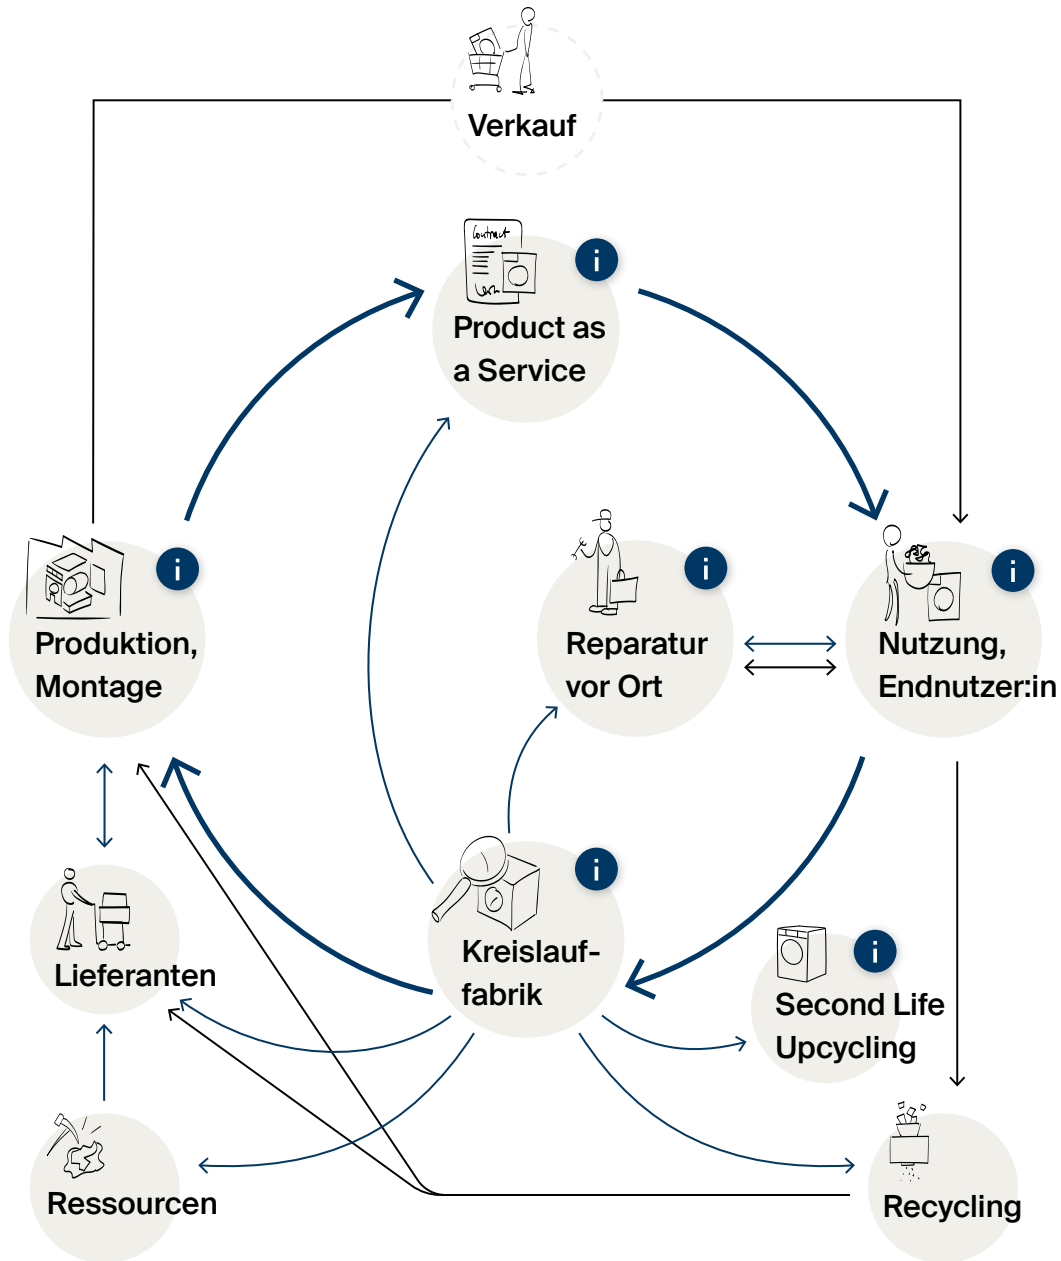 Verkauf
Contract
i
Product as
a Service
i
Produktion,
Montage
i
Reparatur
vor Ort
i
Nutzung,
Endnutzer:in
i
Kreislauf-
fabrik
Lieferanten
i
Second Life
Upcycling
Ressourcen
Recycling